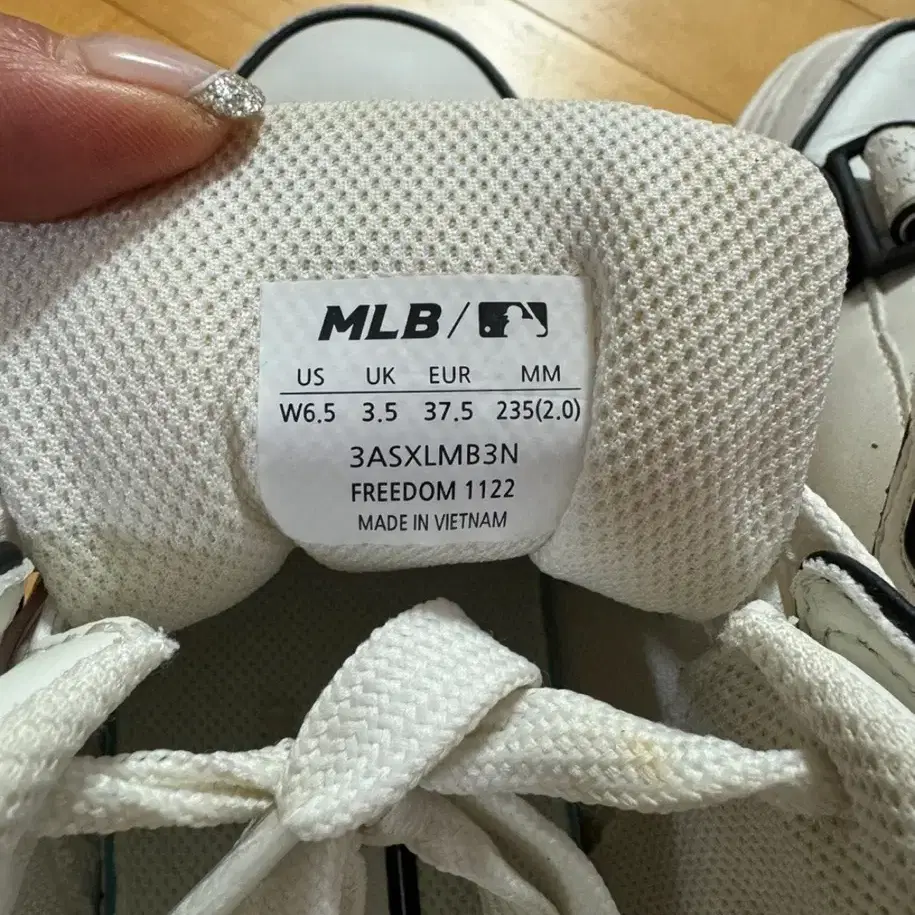 MLB /
US UK EUR MM
W6.5 3.5 37.5 235(2.0)
3ASXLMB3N
FREEDOM 1122
MADE IN VIETNAM